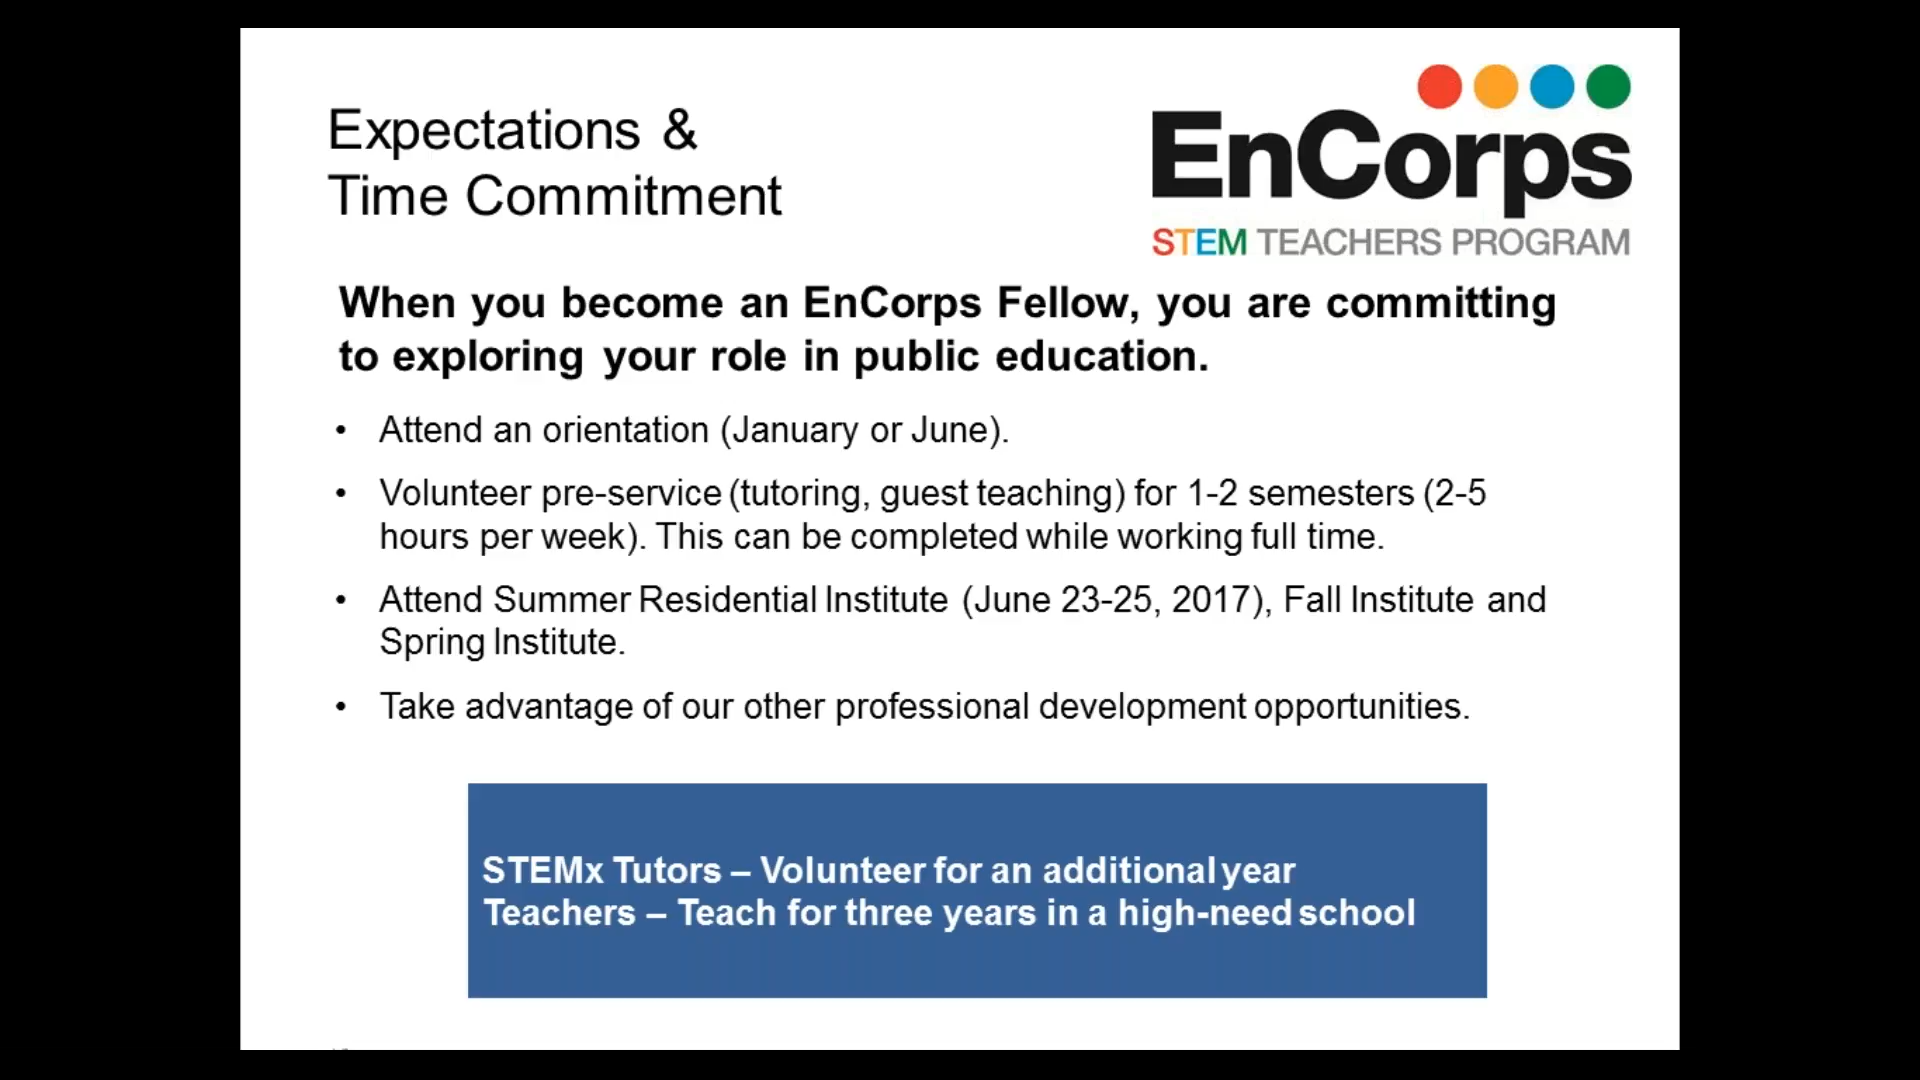 Expectations &
Time Commitment
EnCorps
STEM TEACHERS PROGRAM
When you become an EnCorps Fellow, you are committing
to exploring your role in public education.
• Attend an orientation (January or June).
• Volunteer pre-service (tutoring, guest teaching) for 1-2 semesters (2-5
hours per week). This can be completed while working full time.
• Attend Summer Residential Institute (June 23-25, 2017), Fall Institute and
Spring Institute.
• Take advantage of our other professional development opportunities.
STEMx Tutors – Volunteer for an additional year
Teachers – Teach for three years in a high-need school